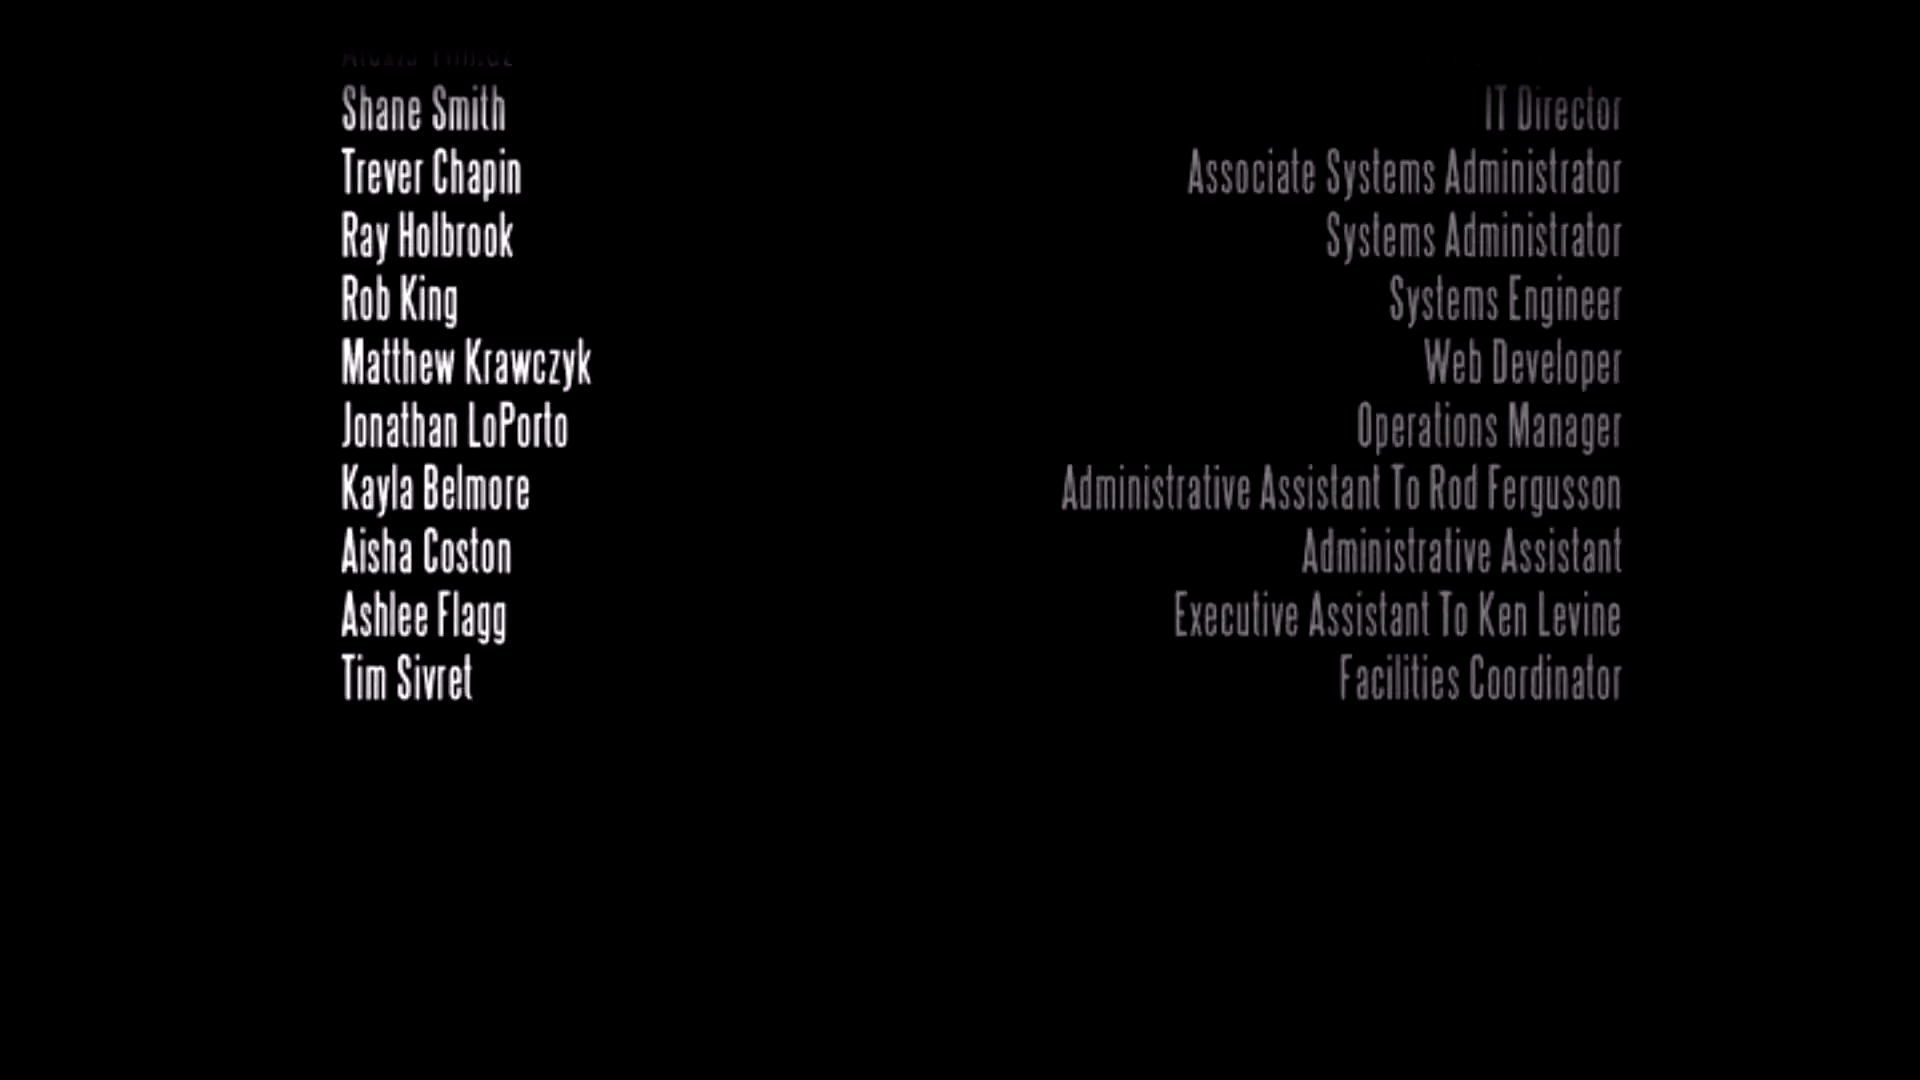 Shane Smith IT Director
Trever Chapin Associate Systems Administrator
Ray Holbrook Systems Administrator
Rob King Systems Engineer
Matthew Krawczyk Web Developer
Jonathan LoPorto Operations Manager
Kayla Belmore Administrative Assistant To Rod Fergusson
Aisha Coston Administrative Assistant
Ashlee Flagg Executive Assistant To Ken Levine
Tim Sivret Facilities Coordinator